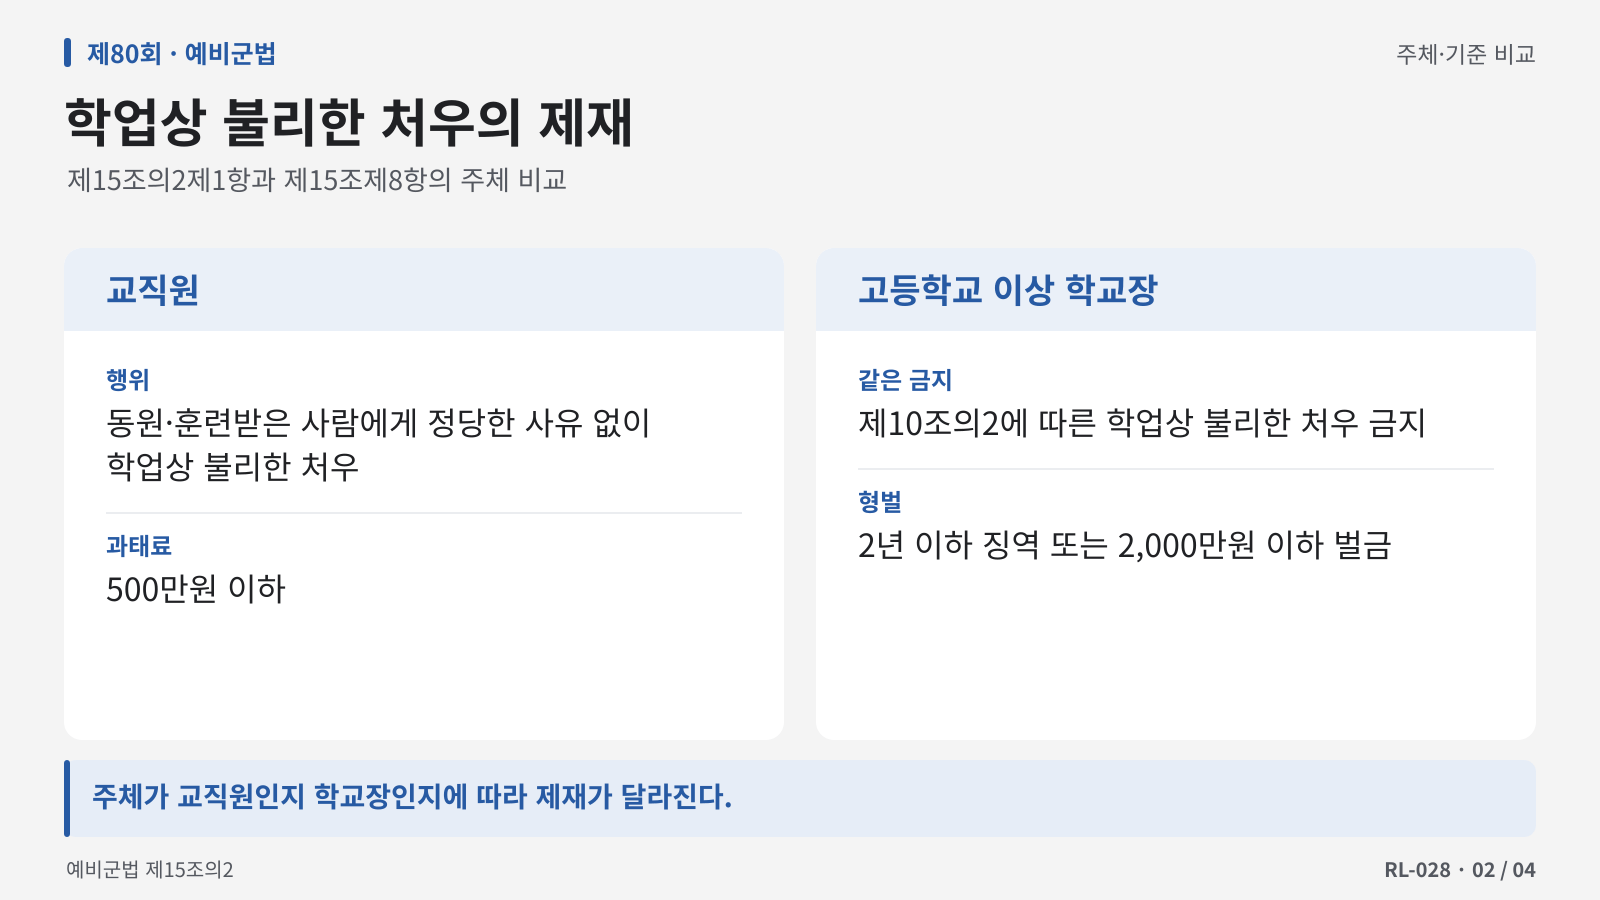 제80회 · 예비군법
주체·기준 비교
학업상 불리한 처우의 제재
제15조의2제1항과 제15조제8항의 주체 비교
교직원
행위
동원·훈련받은 사람에게 정당한 사유 없이
학업상 불리한 처우
과태료
500만원 이하
고등학교 이상 학교장
같은 금지
제10조의2에 따른 학업상 불리한 처우 금지
형벌
2년 이하 징역 또는 2,000만원 이하 벌금
주체가 교직원인지 학교장인지에 따라 제재가 달라진다.
예비군법 제15조의2
RL-028 · 02 / 04